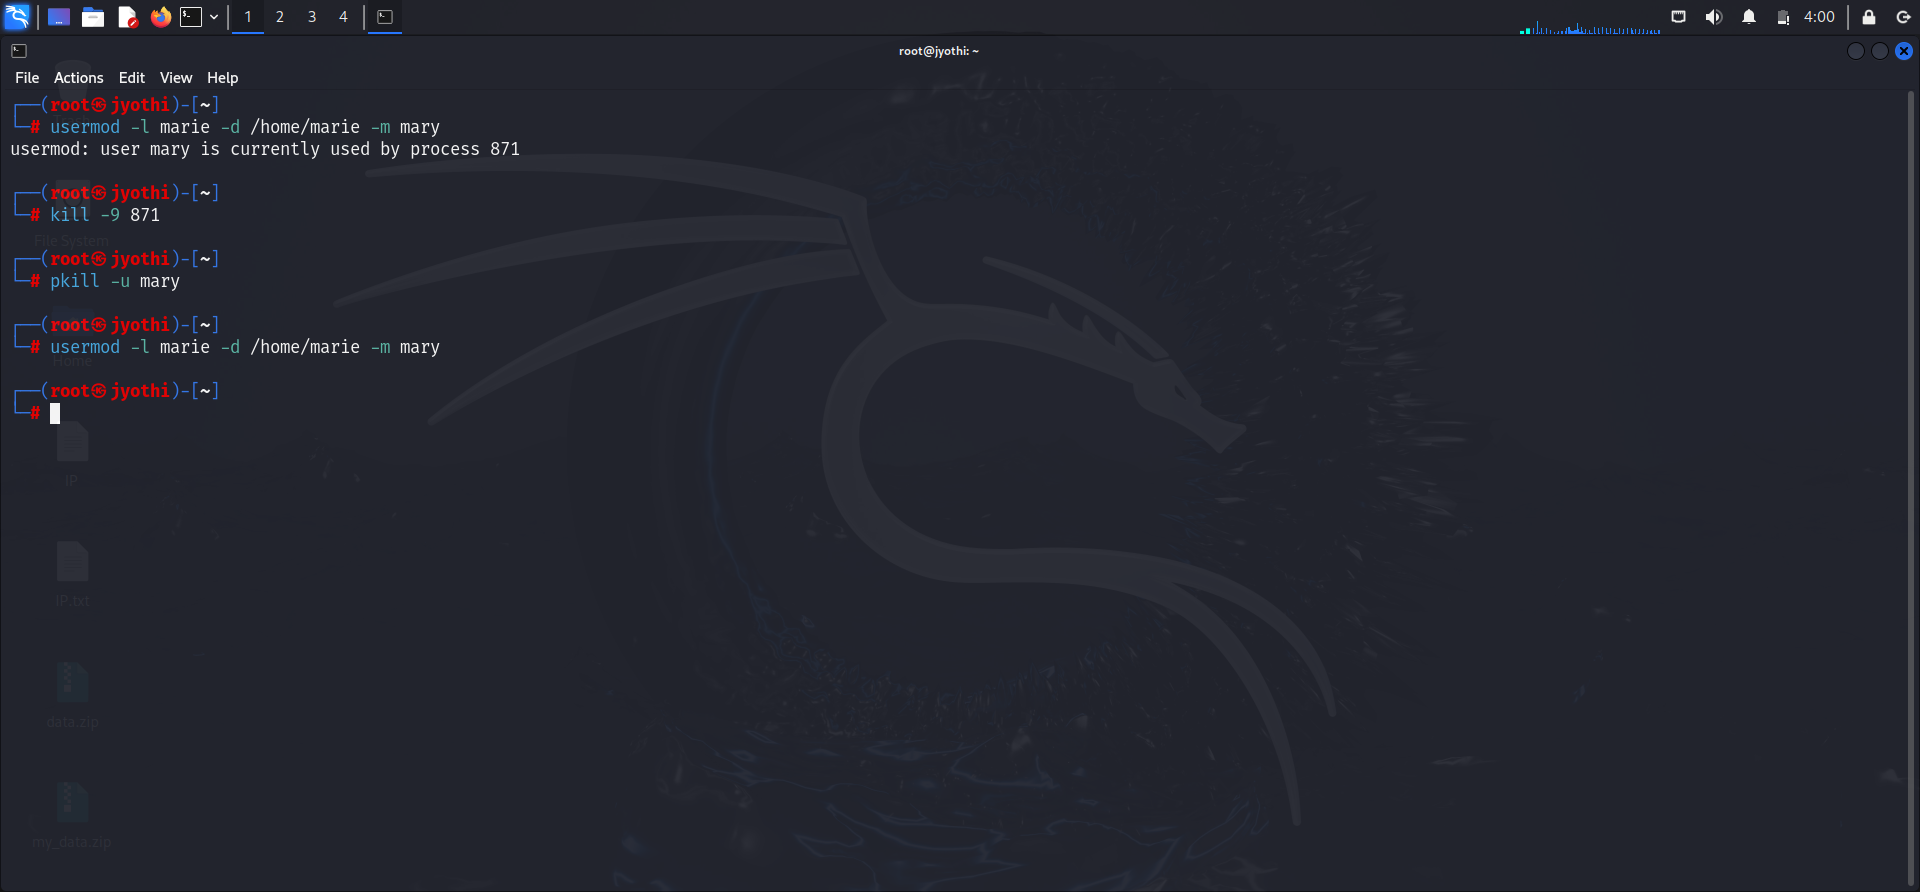 1 2 3 4
4:00
root@jyothi: ~
File Actions Edit View Help
┌──(root㉿jyothi)-[~]
└─# usermod -l marie -d /home/marie -m mary
usermod: user mary is currently used by process 871
┌──(root㉿jyothi)-[~]
└─# kill -9 871
File System
┌──(root㉿jyothi)-[~]
└─# pkill -u mary
┌──(root㉿jyothi)-[~]
└─# usermod -l marie -d /home/marie -m mary
Home
┌──(root㉿jyothi)-[~]
└─#
IP
IP.txt
data.zip
my_data.zip